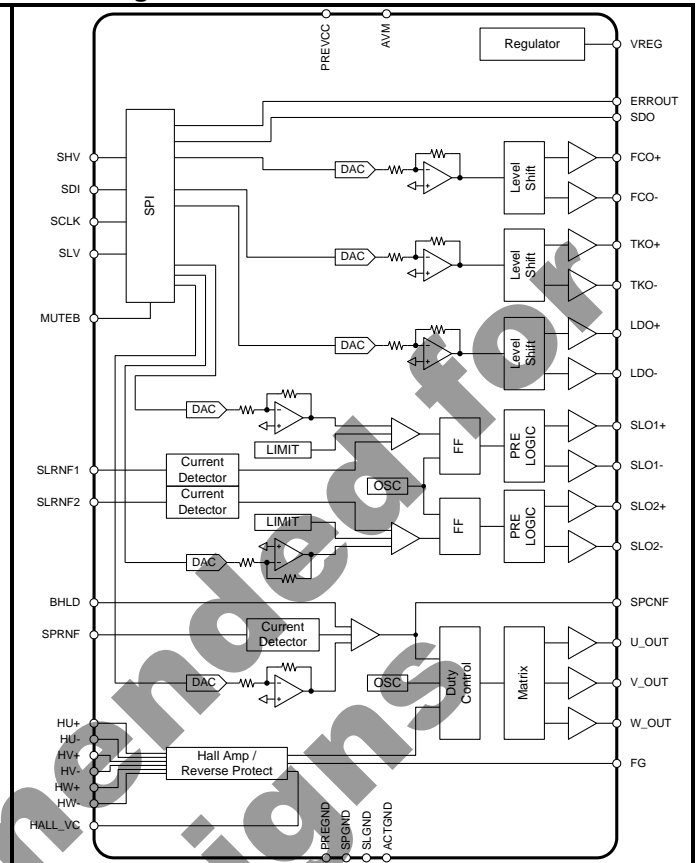 PREVCC
AVM
Regulator
VREG
ERROUT
SDO
SPI
SHV
SDI
SCLK
SLV
MUTEB
DAC
Level
Shift
FCO+
FCO-
DAC
Level
Shift
TKO+
TKO-
DAC
Level
Shift
LDO+
LDO-
DAC
LIMIT
FF
PRE
LOGIC
SLO1+
SLO1-
SLRNF1
Current
Detector
OSC
SLRNF2
Current
Detector
LIMIT
FF
PRE
LOGIC
SLO2+
SLO2-
DAC
BHLD
SPCNF
SPRNF
Current
Detector
DAC
OSC
Duty
Control
Matrix
U_OUT
V_OUT
W_OUT
HU+
HU-
HV+
HV-
HW+
HW-
Hall Amp /
Reverse Protect
FG
HALL_VC
PREGND
SPGND
SLGND
ACTGND
mended for
signs